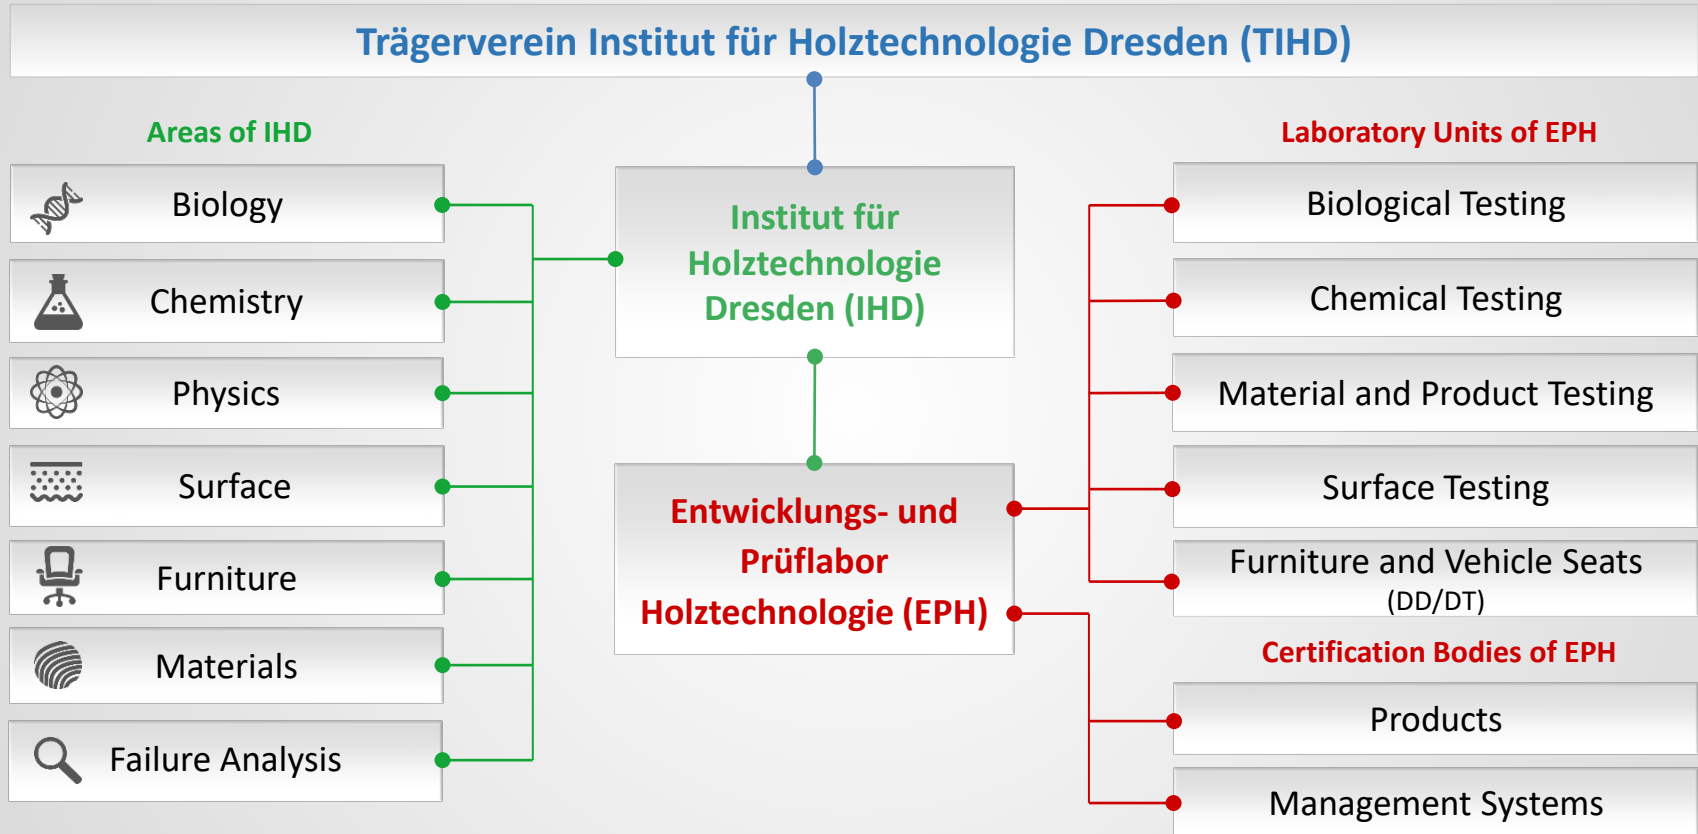 Trägerverein Institut für Holztechnologie Dresden (TIHD)
Areas of IHD
Biology
Chemistry
Physics
Surface
Furniture
Materials
Failure Analysis
Institut für
Holztechnologie
Dresden (IHD)
Entwicklungs- und
Prüflabor
Holztechnologie (EPH)
Laboratory Units of EPH
Biological Testing
Chemical Testing
Material and Product Testing
Surface Testing
Furniture and Vehicle Seats
(DD/DT)
Certification Bodies of EPH
Products
Management Systems